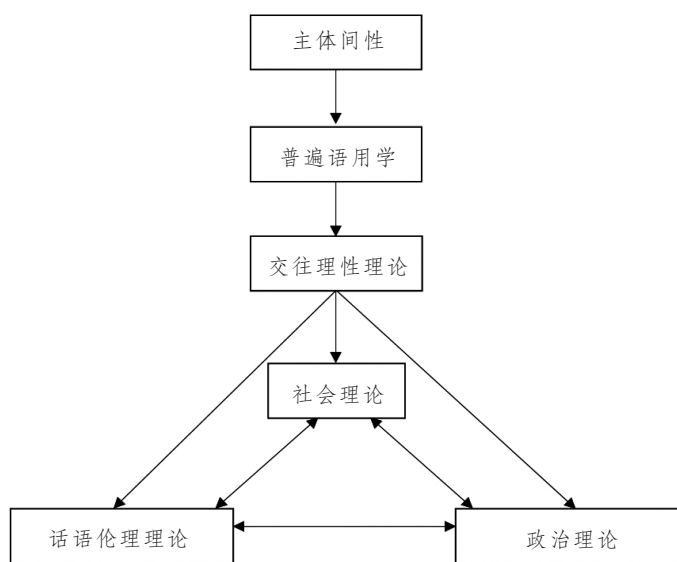 主体间性
普遍语用学
交往理性理论
社会理论
话语伦理理论
政治理论